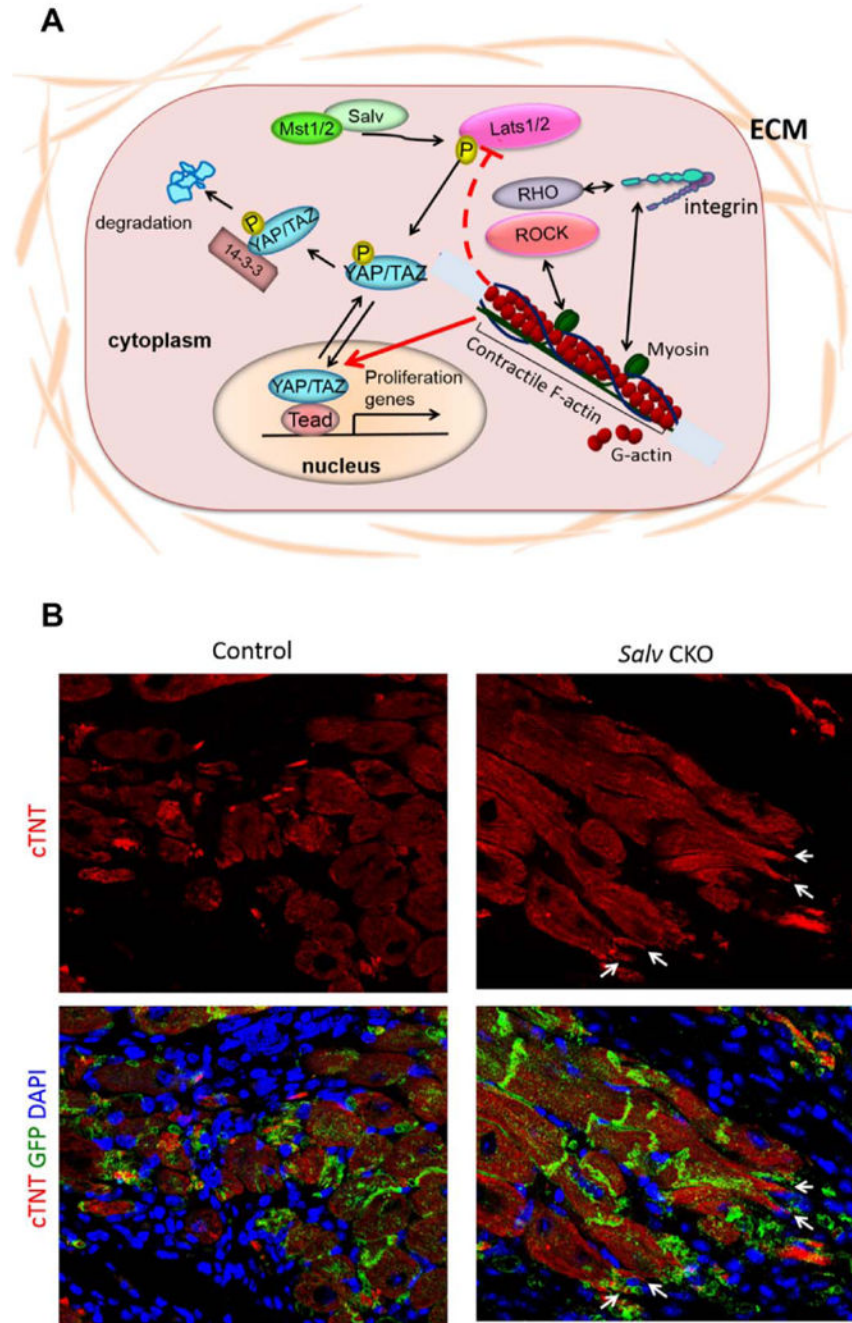 A
ECM
Mst1/2
Salv
Lats1/2
P
RHO
integrin
ROCK
degradation
P
YAP/TAZ
14-3-3
P
YAP/TAZ
cytoplasm
Myosin
Contractile F-actin
G-actin
YAP/TAZ
Proliferation
genes
Tead
nucleus
B
Control
Salv CKO
cTNT
cTNT GFP DAPI